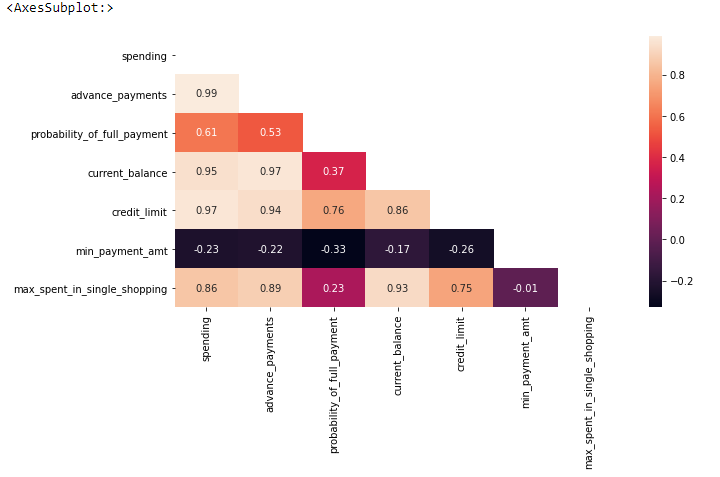 <AxesSubplot:>
spending
advance_payments
0.99
probability_of_full_payment
0.61 0.53
current_balance
0.95 0.97 0.37
credit_limit
0.97 0.94 0.76 0.86
min_payment_amt
-0.23 -0.22 -0.33 -0.17 -0.26
max_spent_in_single_shopping
0.86 0.89 0.23 0.93 0.75 -0.01
spending
advance_payments
probability_of_full_payment
current_balance
credit_limit
min_payment_amt
max_spent_in_single_shopping
0.8
0.6
0.4
0.2
0.0
−0.2